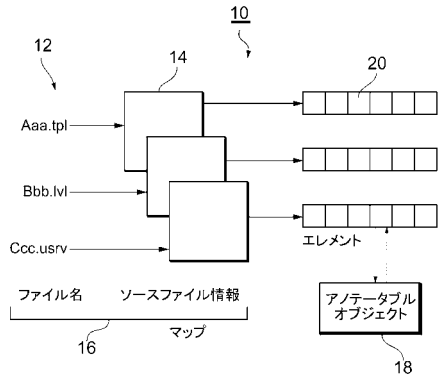 10
12
14
20
Aaa.tpl
Bbb.lvl
Ccc.usrv
エレメント
ファイル名
ソースファイル情報
アノテータブル
オブジェクト
16
マップ
18